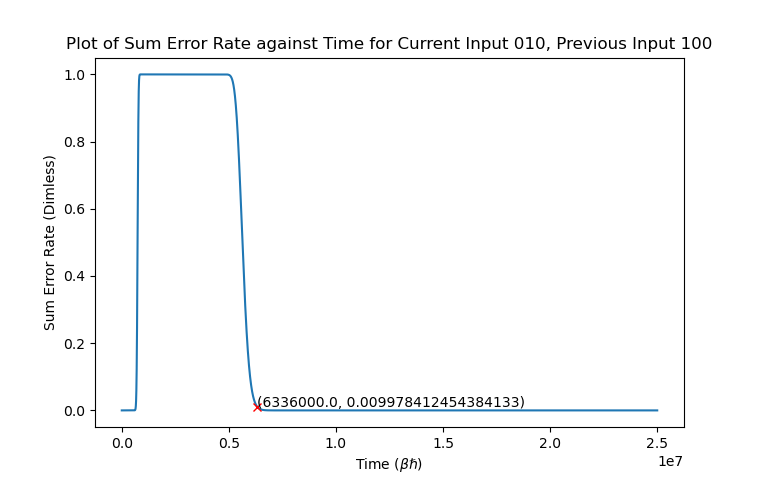 Plot of Sum Error Rate against Time for Current Input 010, Previous Input 100
1.0
0.8
0.6
0.4
0.2
0.0
Sum Error Rate (Dimless)
(6336000.0, 0.009978412454384133)
0.0 0.5 1.0 1.5 2.0 2.5
1e7
Time (βħ)